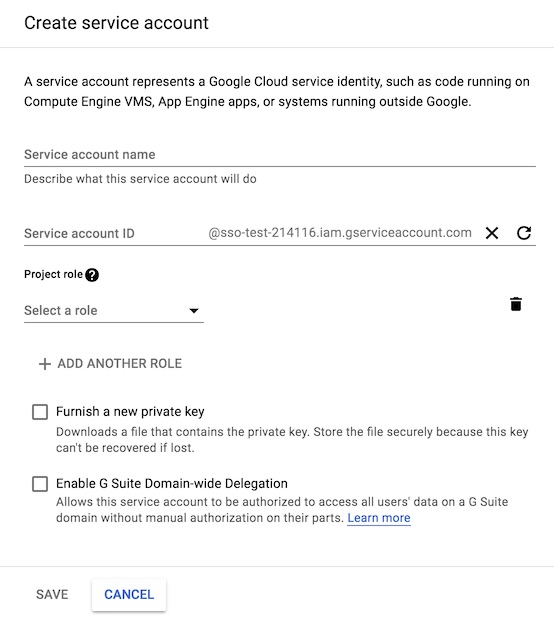 Create service account
A service account represents a Google Cloud service identity, such as code running on
Compute Engine VMS, App Engine apps, or systems running outside Google.
Service account name
Describe what this service account will do
Service account ID @sso-test-214116.iam.gserviceaccount.com
Project role ?
Select a role
+ ADD ANOTHER ROLE
Furnish a new private key
Downloads a file that contains the private key. Store the file securely because this key
can't be recovered if lost.
Enable G Suite Domain-wide Delegation
Allows this service account to be authorized to access all users' data on a G Suite
domain without manual authorization on their parts. Learn more
SAVE CANCEL